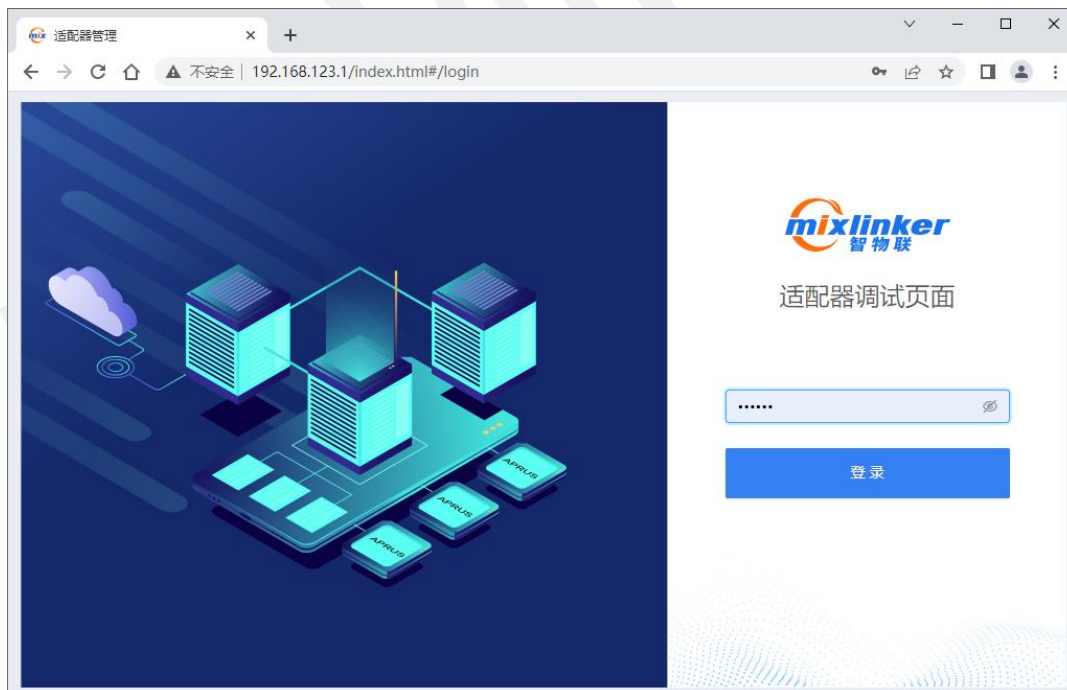 适配器管理
不安全 | 192.168.123.1/index.html#/login
mixlinker
智物联
适配器调试页面
••••••
登录
APRUS
APRUS
APRUS